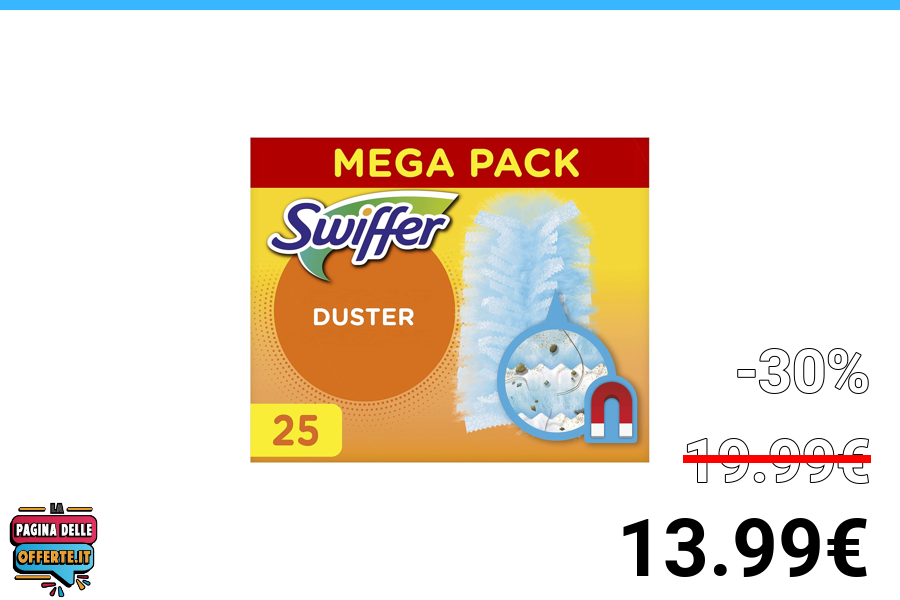 MEGA PACK
Swiffer
DUSTER
25
-30%
19.99€
13.99€
LA
PAGINA DELLE
OFFERTE.IT